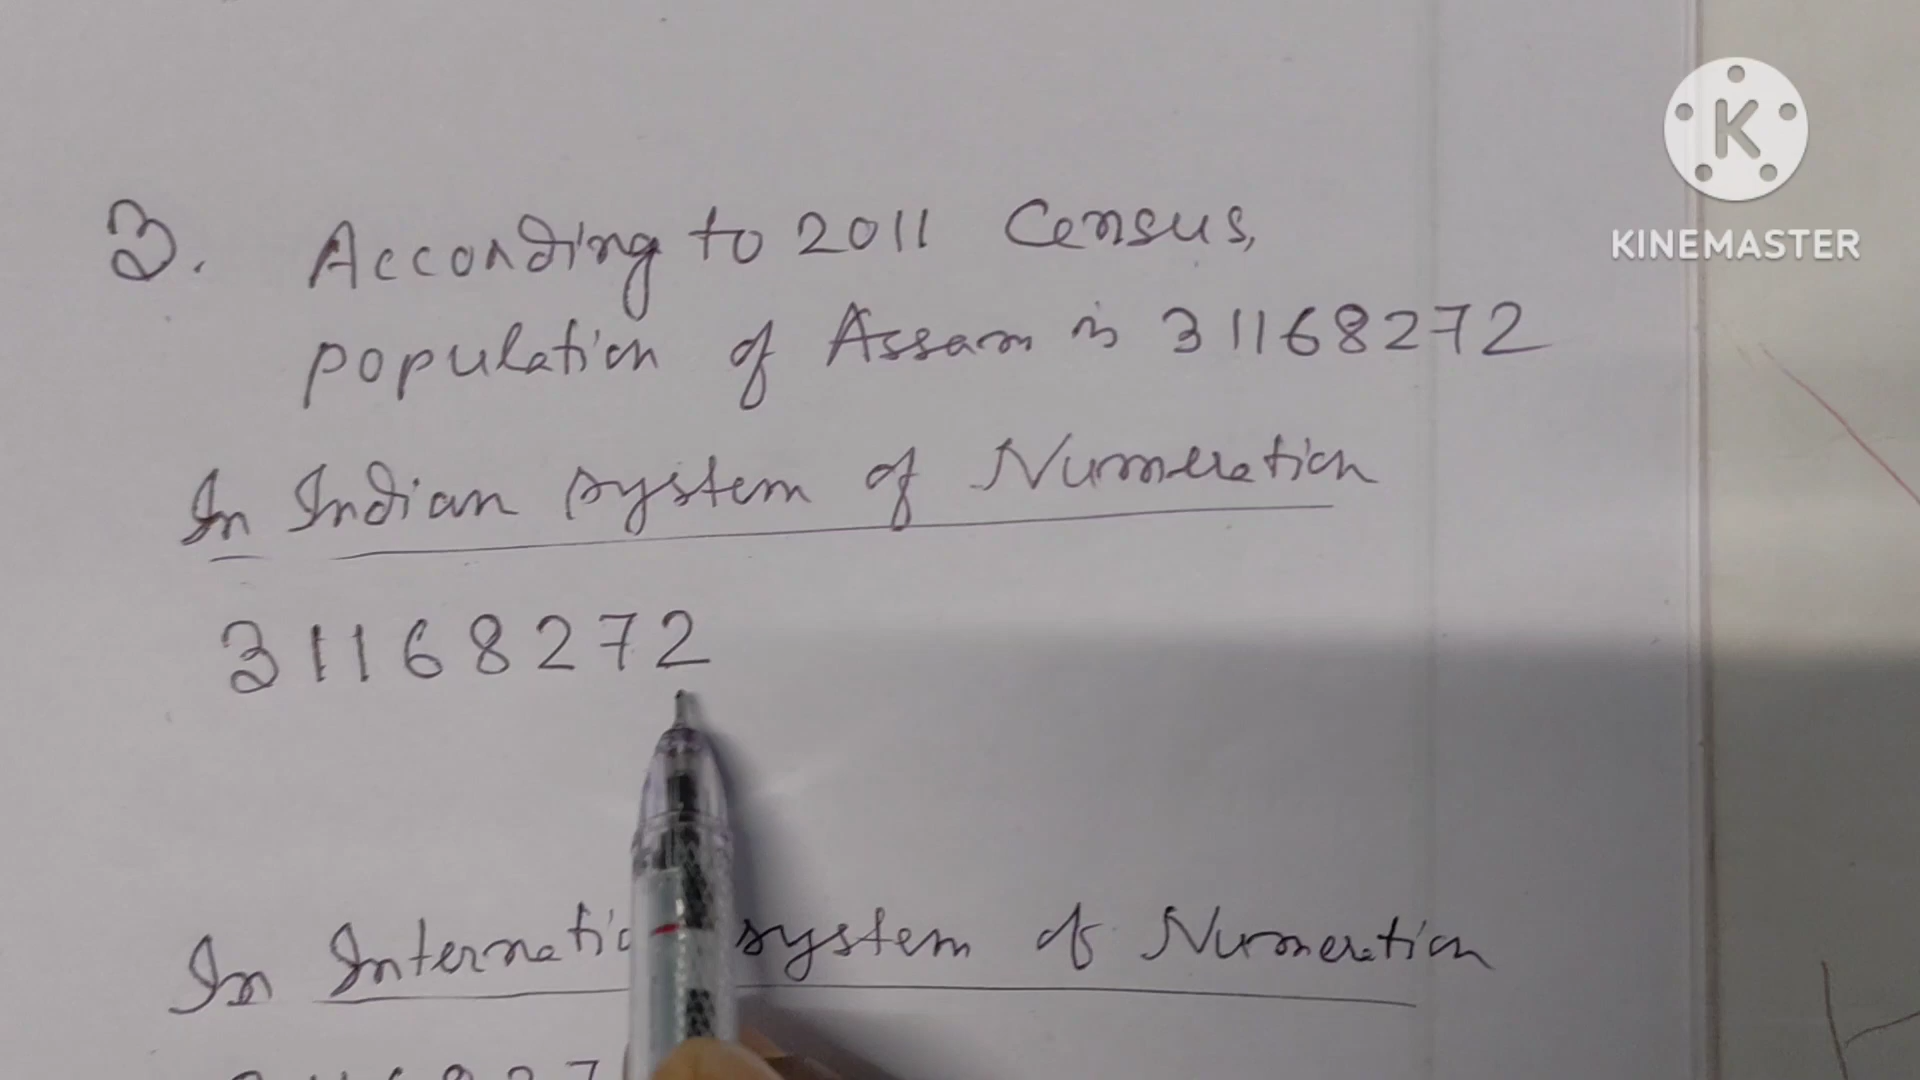 3. According to 2011 Census,
population of Assam is 31168272
In Indian system of Numeration
31168272
In Internatio system of Numeration
KINEMASTER